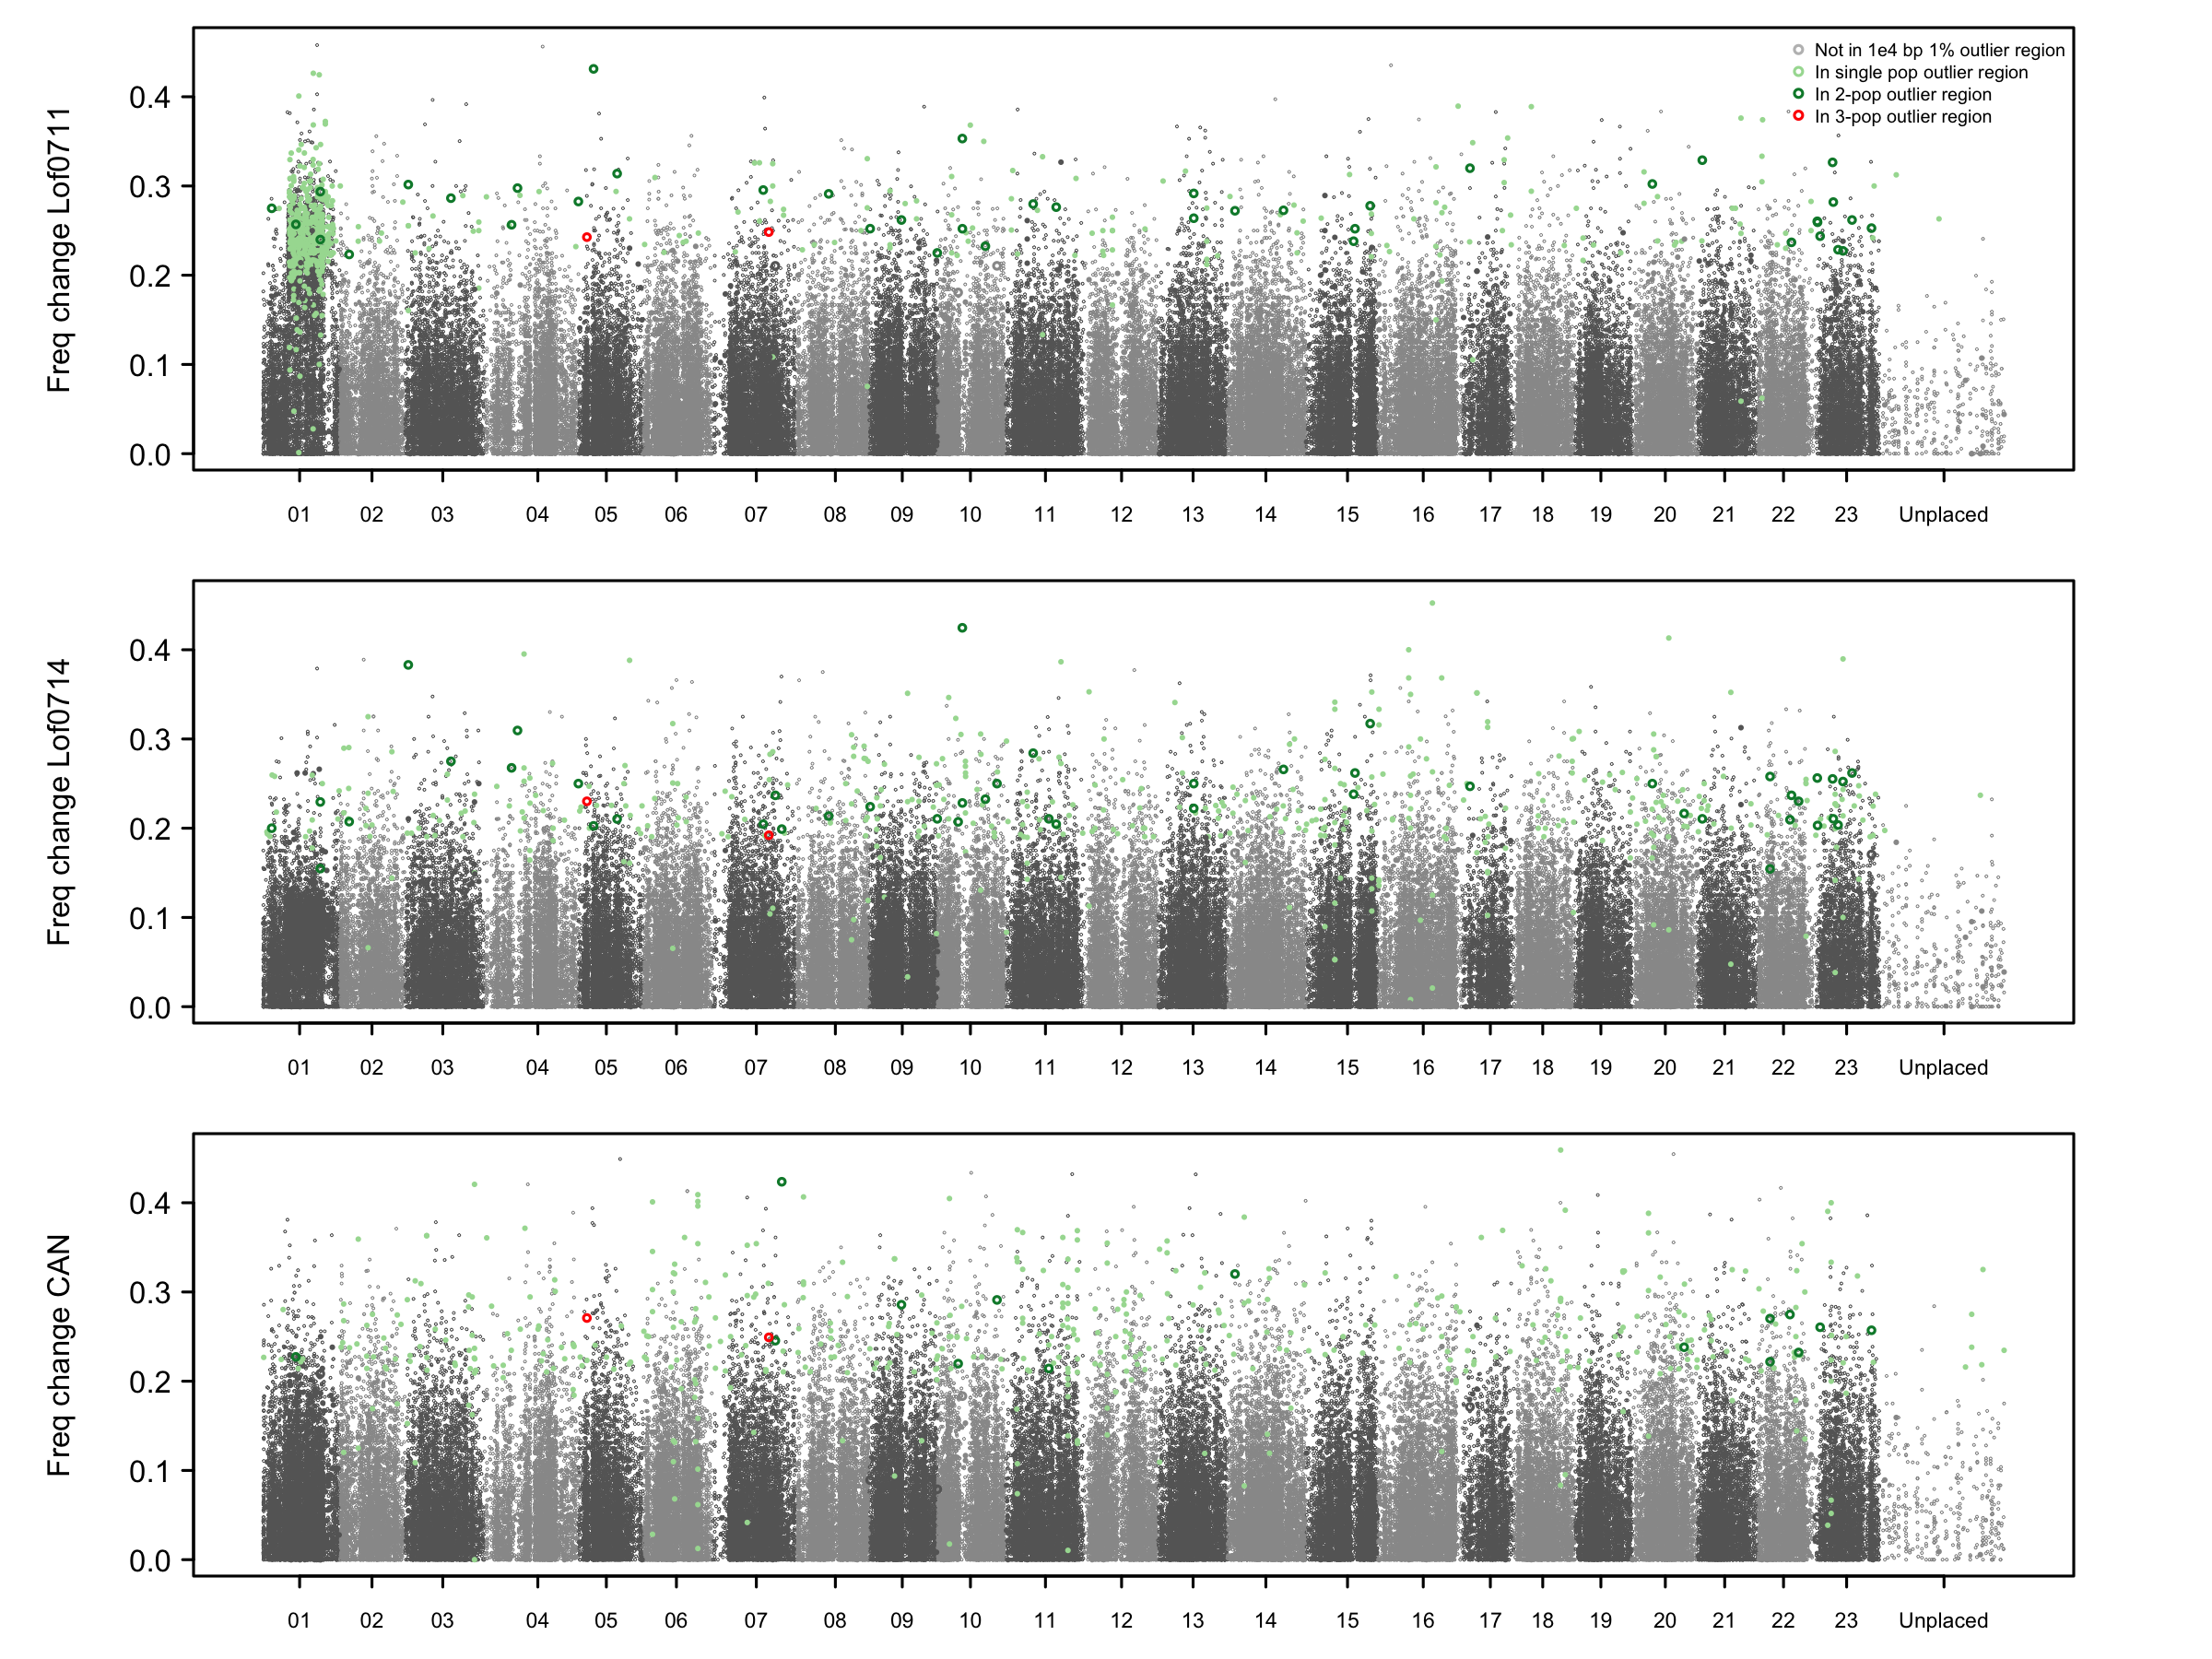 Freq change Lof0711
0.4
0.3
0.2
0.1
0.0
Not in 1e4 bp 1% outlier region
In single pop outlier region
In 2-pop outlier region
In 3-pop outlier region
01 02 03 04 05 06 07 08 09 10 11 12 13 14 15 16 17 18 19 20 21 22 23 Unplaced
Freq change Lof0714
0.4
0.3
0.2
0.1
0.0
01 02 03 04 05 06 07 08 09 10 11 12 13 14 15 16 17 18 19 20 21 22 23 Unplaced
Freq change CAN
0.4
0.3
0.2
0.1
0.0
01 02 03 04 05 06 07 08 09 10 11 12 13 14 15 16 17 18 19 20 21 22 23 Unplaced